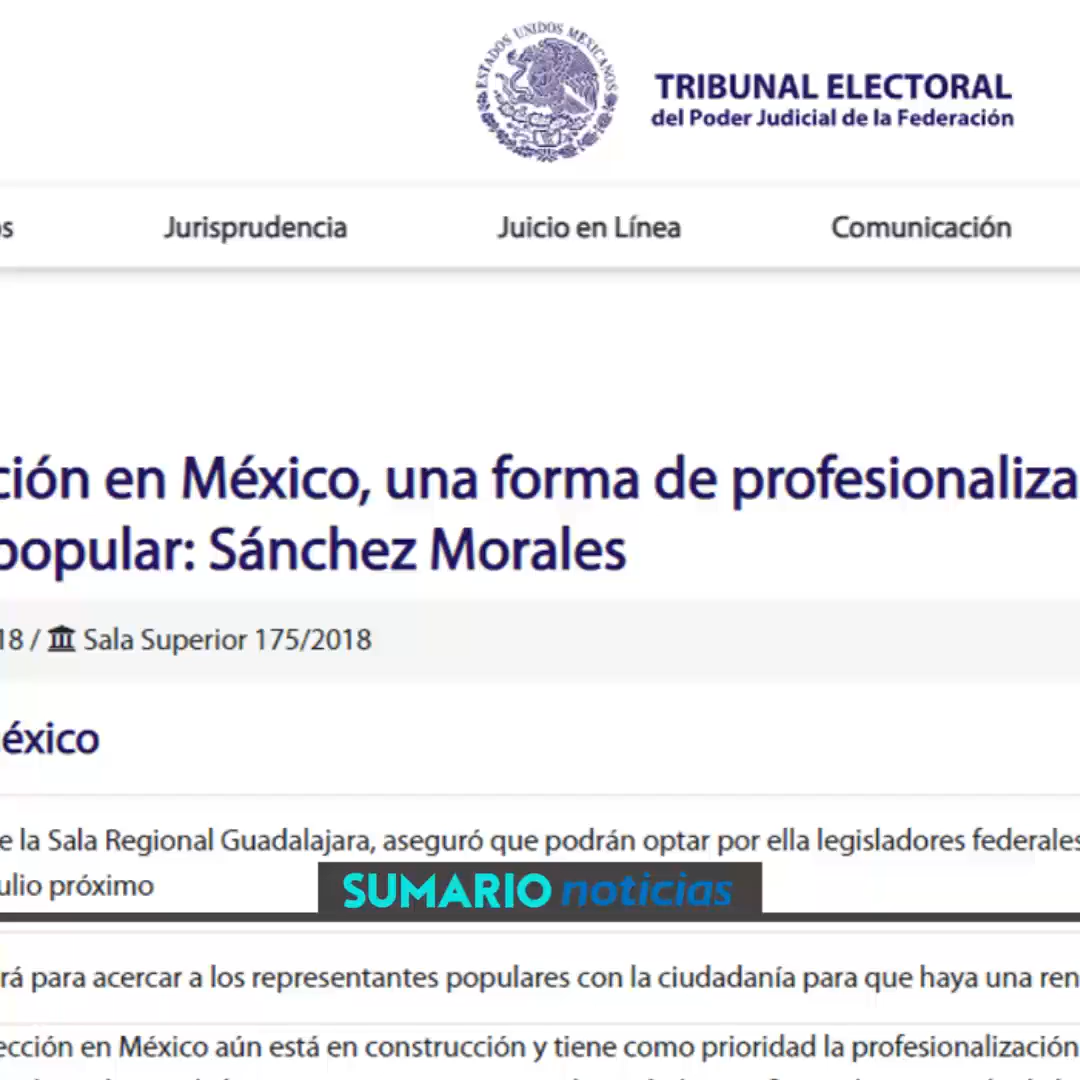 ESTADOS UNIDOS MEXICANOS
TRIBUNAL ELECTORAL
del Poder Judicial de la Federación
s
Jurisprudencia
Juicio en Línea
Comunicación
ción en México, una forma de profesionaliza
popular: Sánchez Morales
18 / Sala Superior 175/2018
éxico
e la Sala Regional Guadalajara, aseguró que podrán optar por ella legisladores federales
ulio próximo
SUMARIO noticias
rá para acercar a los representantes populares con la ciudadanía para que haya una ren
ección en México aún está en construcción y tiene como prioridad la profesionalización